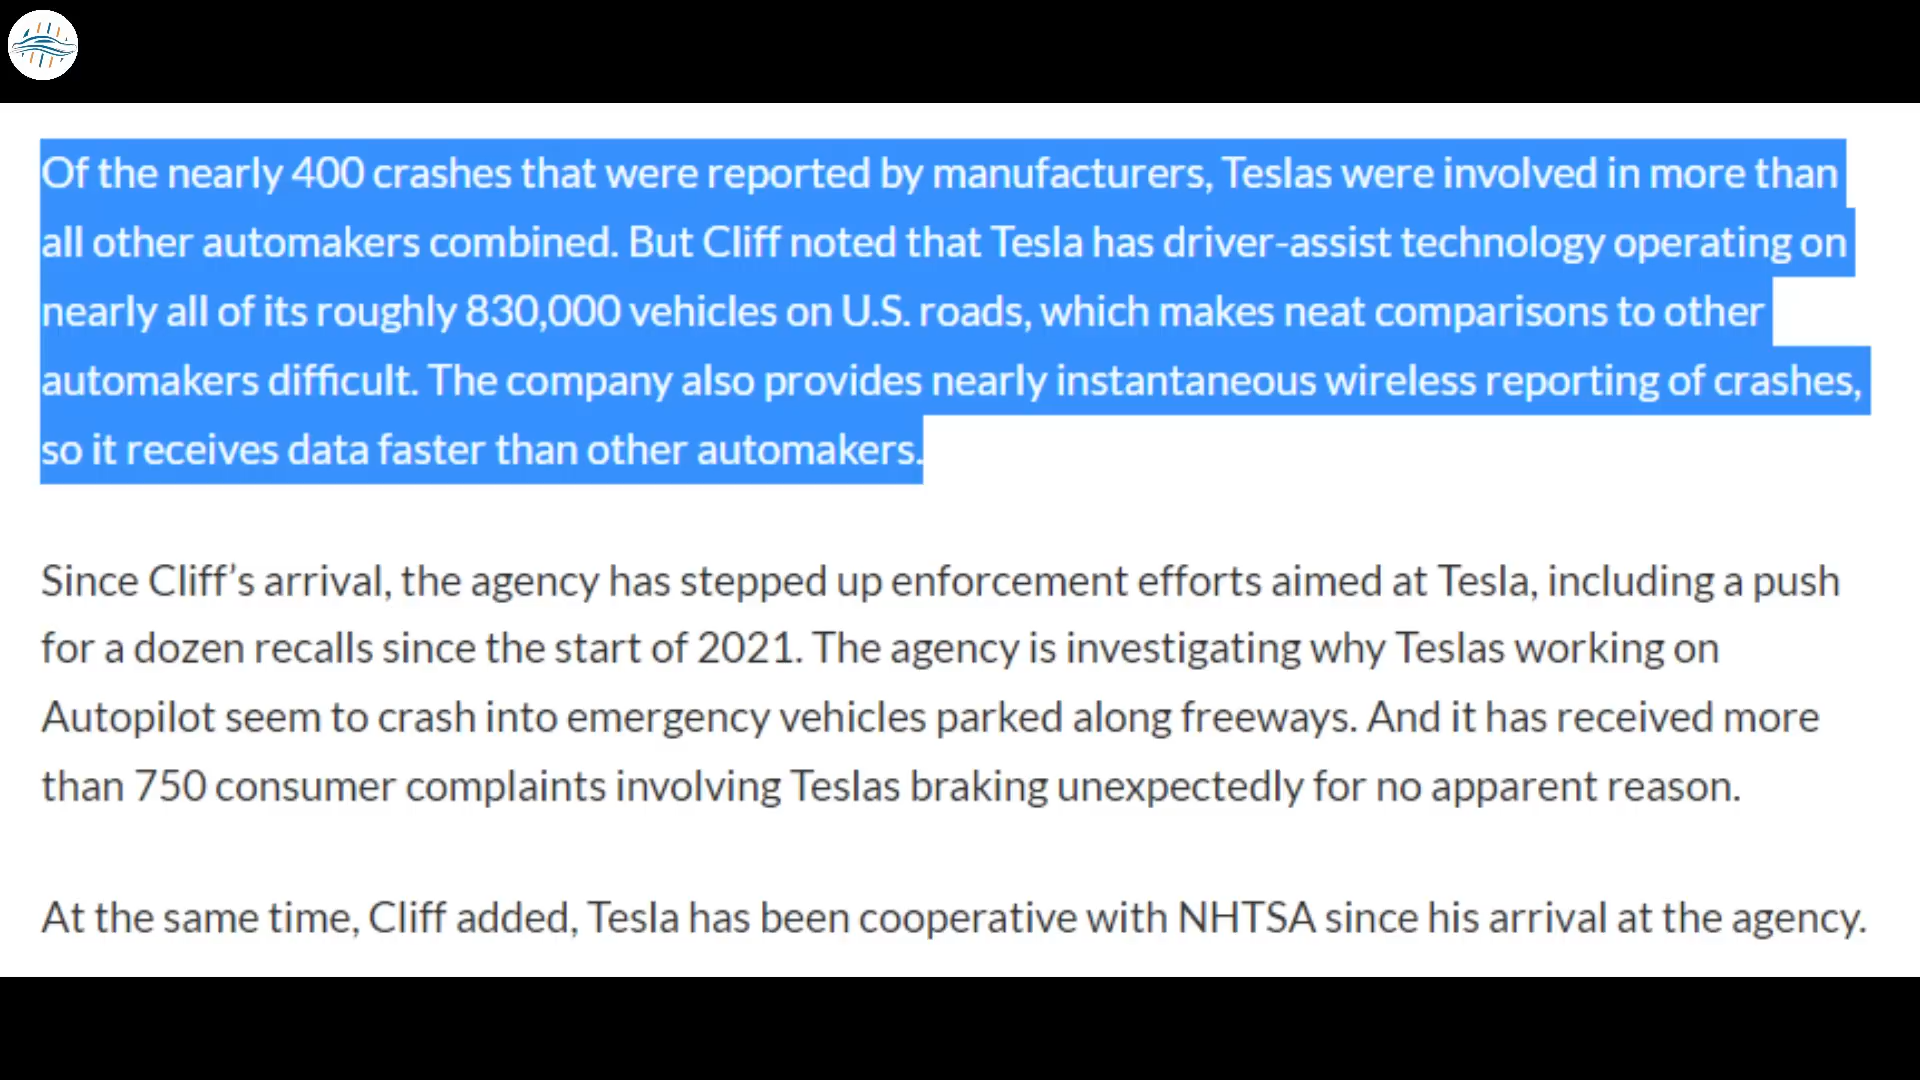 Of the nearly 400 crashes that were reported by manufacturers, Teslas were involved in more than
all other automakers combined. But Cliff noted that Tesla has driver-assist technology operating on
nearly all of its roughly 830,000 vehicles on U.S. roads, which makes neat comparisons to other
automakers difficult. The company also provides nearly instantaneous wireless reporting of crashes,
so it receives data faster than other automakers.
Since Cliff’s arrival, the agency has stepped up enforcement efforts aimed at Tesla, including a push
for a dozen recalls since the start of 2021. The agency is investigating why Teslas working on
Autopilot seem to crash into emergency vehicles parked along freeways. And it has received more
than 750 consumer complaints involving Teslas braking unexpectedly for no apparent reason.
At the same time, Cliff added, Tesla has been cooperative with NHTSA since his arrival at the agency.